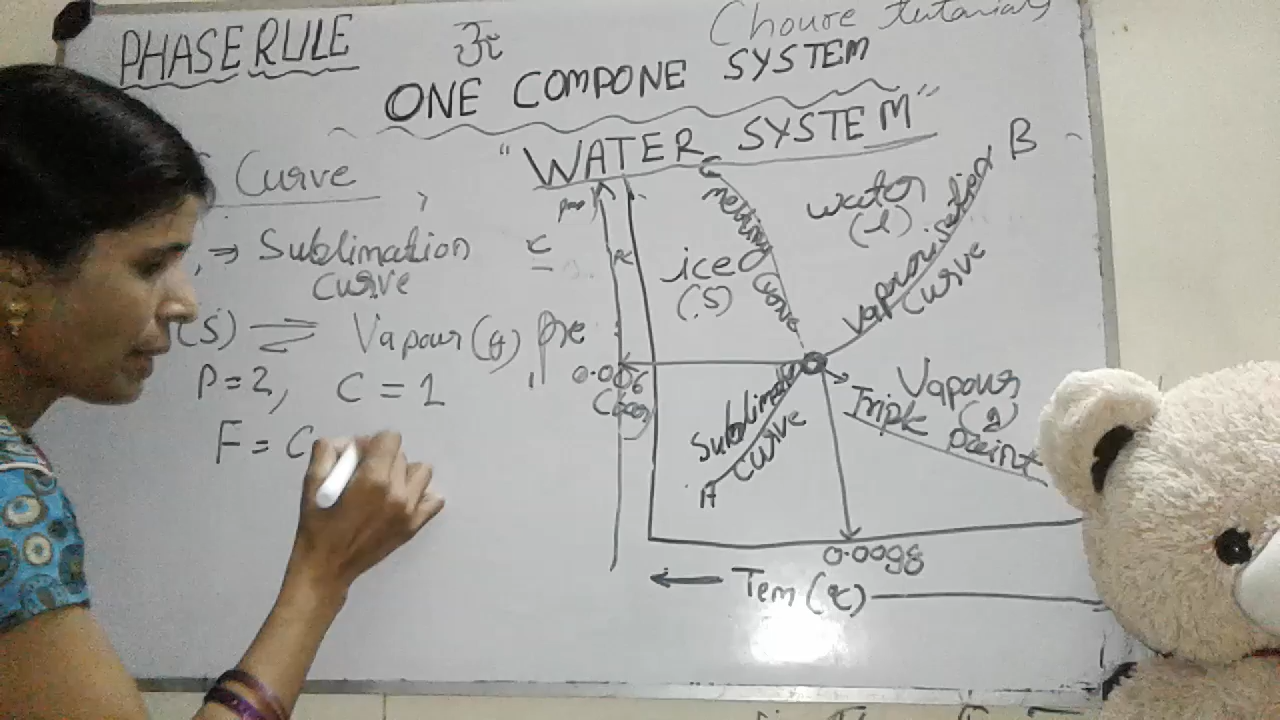 PHASE RULE
ॐ
Choure tutorials
ONE COMPONE SYSTEM
"WATER SYSTEM"
Curve
⇒ Sublimation
curve
(S) ⇌ Vapour (g)
P = 2, C = 1
F = C
melting curve
water
(l)
B
ice
(S)
vaporisation
curve
0.006
Sublimation
curve
A
Triple point
Vapour
(g)
0.0098
← Tem (°c)